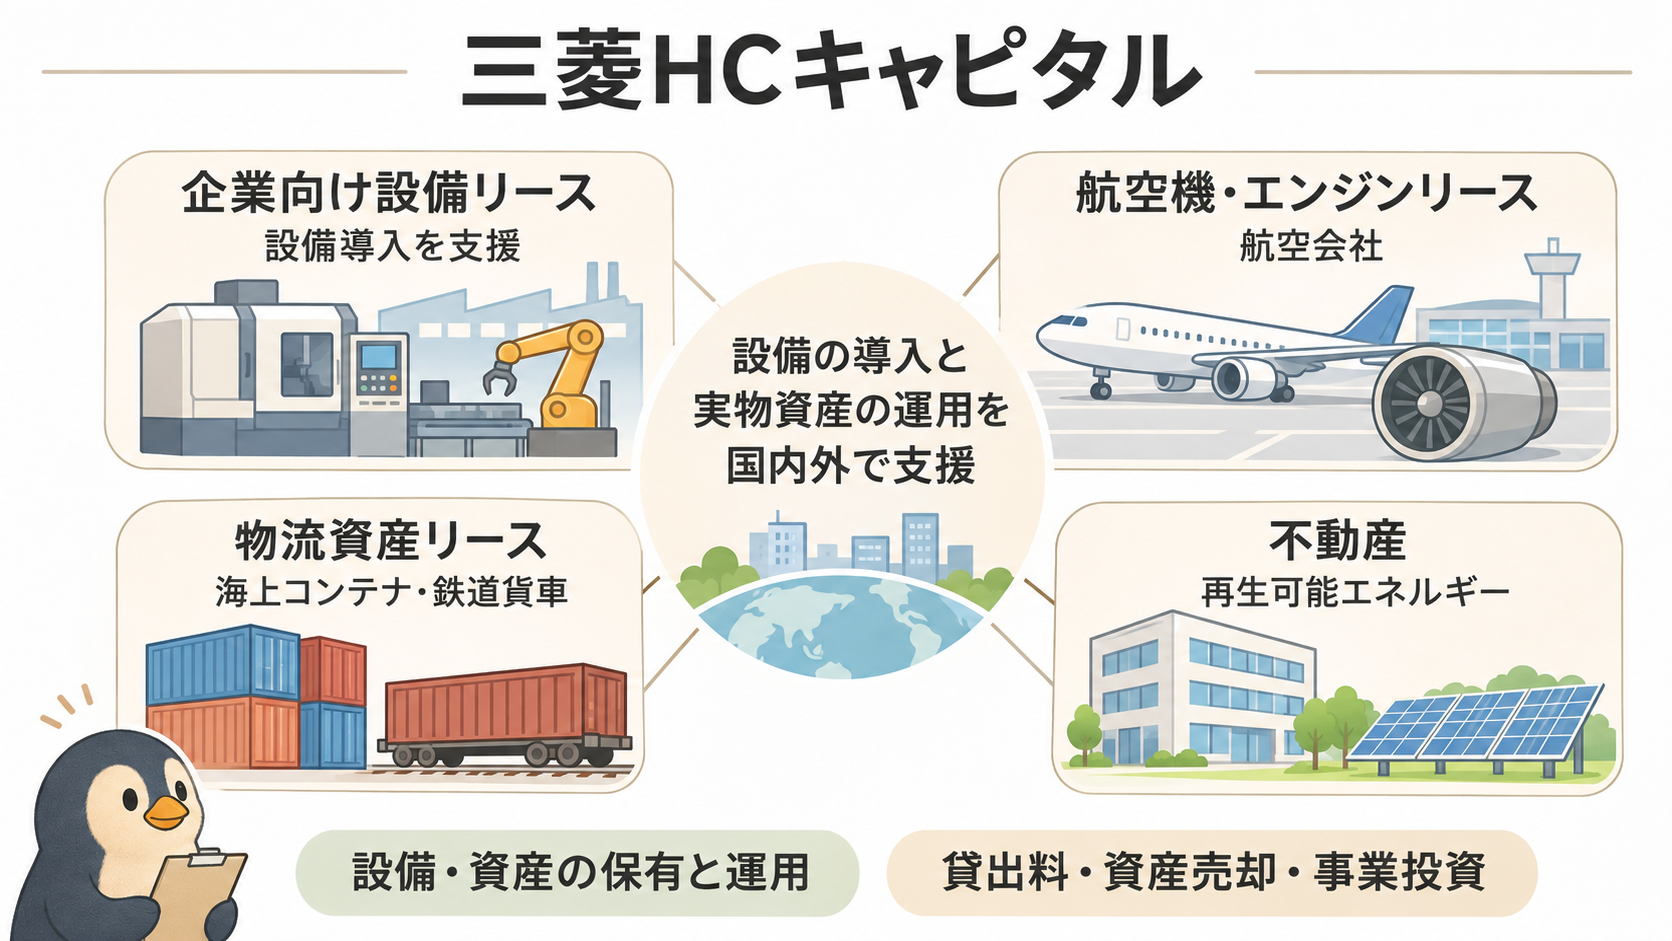 三菱HCキャピタル
企業向け設備リース
設備導入を支援
航空機・エンジンリース
航空会社
設備の導入と
実物資産の運用を
国内外で支援
物流資産リース
海上コンテナ・鉄道貨車
不動産
再生可能エネルギー
設備・資産の保有と運用
貸出料・資産売却・事業投資